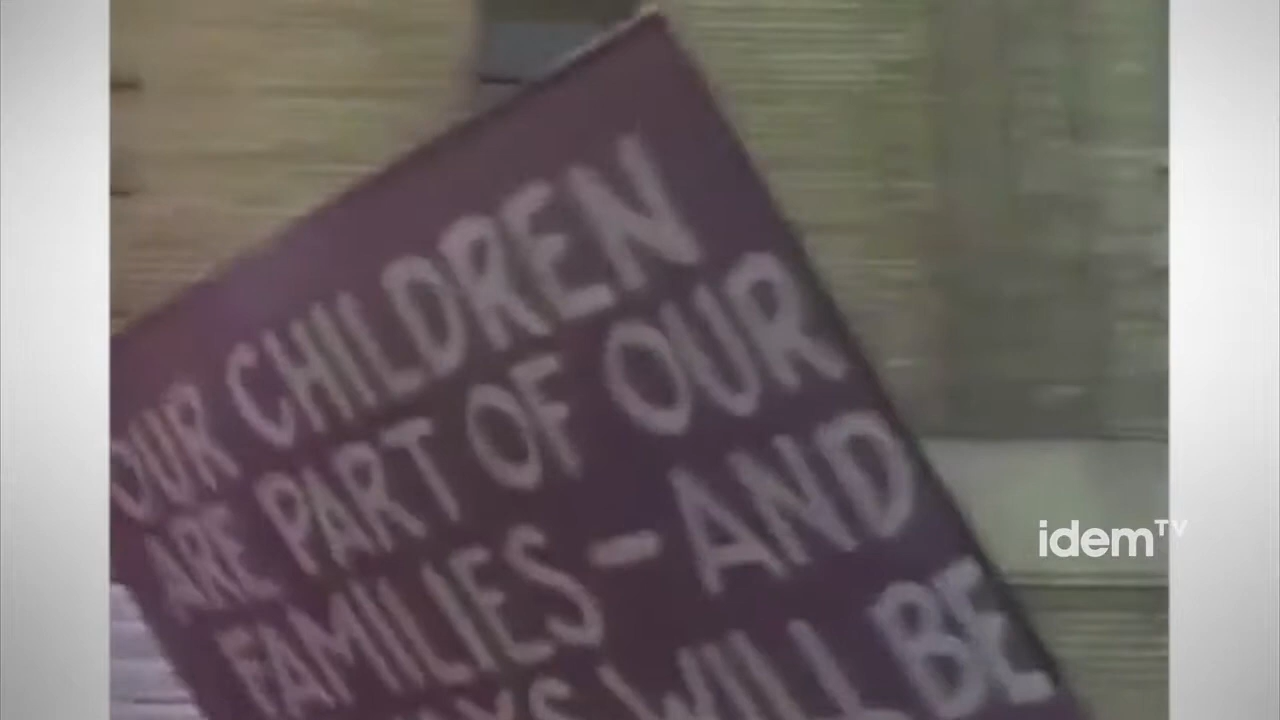 OUR CHILDREN
ARE PART OF OUR
FAMILIES - AND
WILL BE
idemTV